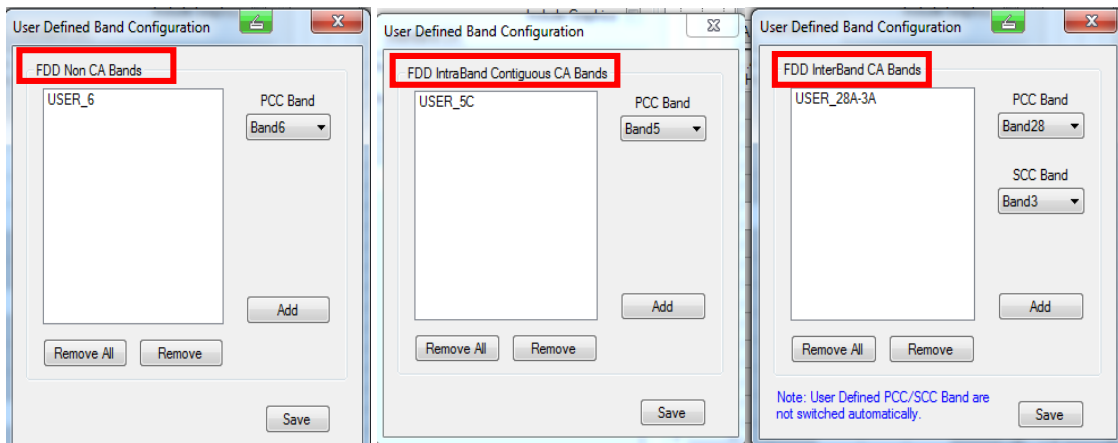 User Defined Band Configuration
FDD Non CA Bands
USER_6
PCC Band
Band6
Add
Remove All
Remove
Save
User Defined Band Configuration
FDD IntraBand Contiguous CA Bands
USER_5C
PCC Band
Band5
Add
Remove All
Remove
Save
User Defined Band Configuration
FDD InterBand CA Bands
USER_28A-3A
PCC Band
Band28
SCC Band
Band3
Add
Remove All
Remove
Note: User Defined PCC/SCC Band are
not switched automatically.
Save